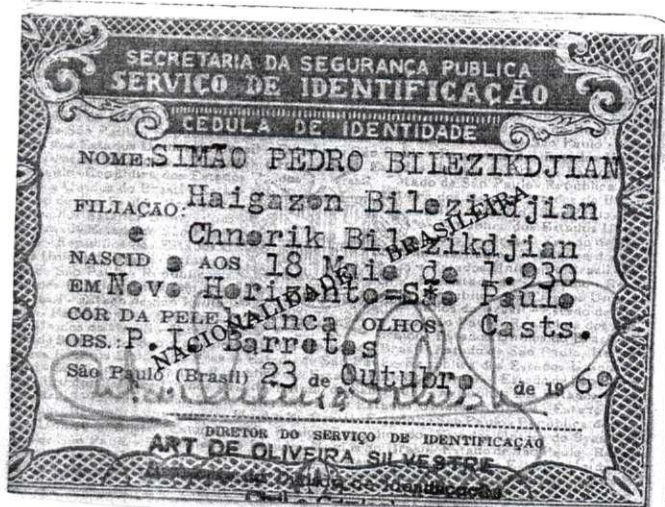 SECRETARIA DA SEGURANÇA PUBLICA
SERVIÇO DE IDENTIFICAÇÃO
CEDULA DE IDENTIDADE
NOME: SIMÃO PEDRO BILEZIKDJIAN
FILIAÇÃO: Haigazon Bilezikdjian
e Chnorik Bilezikdjian
NASCID o AOS 18 Maio de 1.930
EM Novo Horizonte=São Paulo
COR DA PELE branca OLHOS: Casts.
OBS.: P.I. Barretos
NACIONALIDADE BRASILEIRA
São Paulo (Brasil) 23 de Outubro de 1969
DIRETOR DO SERVIÇO DE IDENTIFICAÇÃO
ART DE OLIVEIRA SILVESTRE